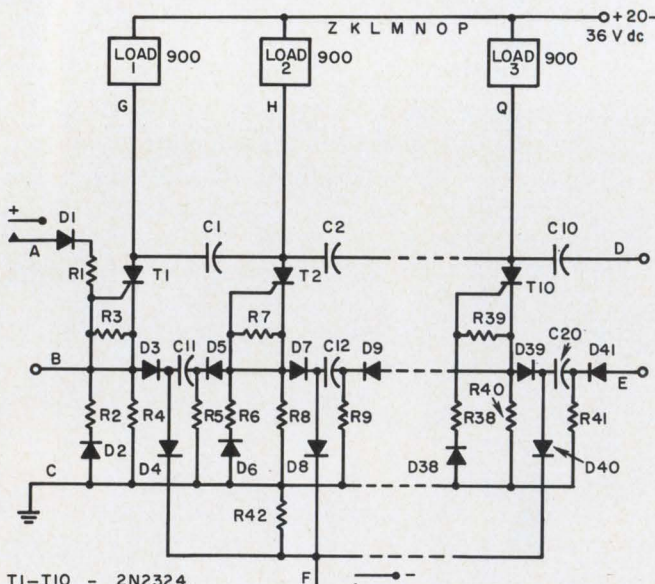 Z K L M N O P
+20-
36 V dc
LOAD
1
900
LOAD
2
900
LOAD
3
900
G
H
Q
+
D1
A
C1
C2
C10
D
R1
T1
T2
T10
R3
R7
R39
B
D3
C11
D5
D7
C12
D9
D39
C20
D41
E
R40
R2
R4
R5
R6
R8
R9
R38
R41
D2
D4
D6
D8
D38
D40
C
R42
T1-T10 - 2N2324
F
-